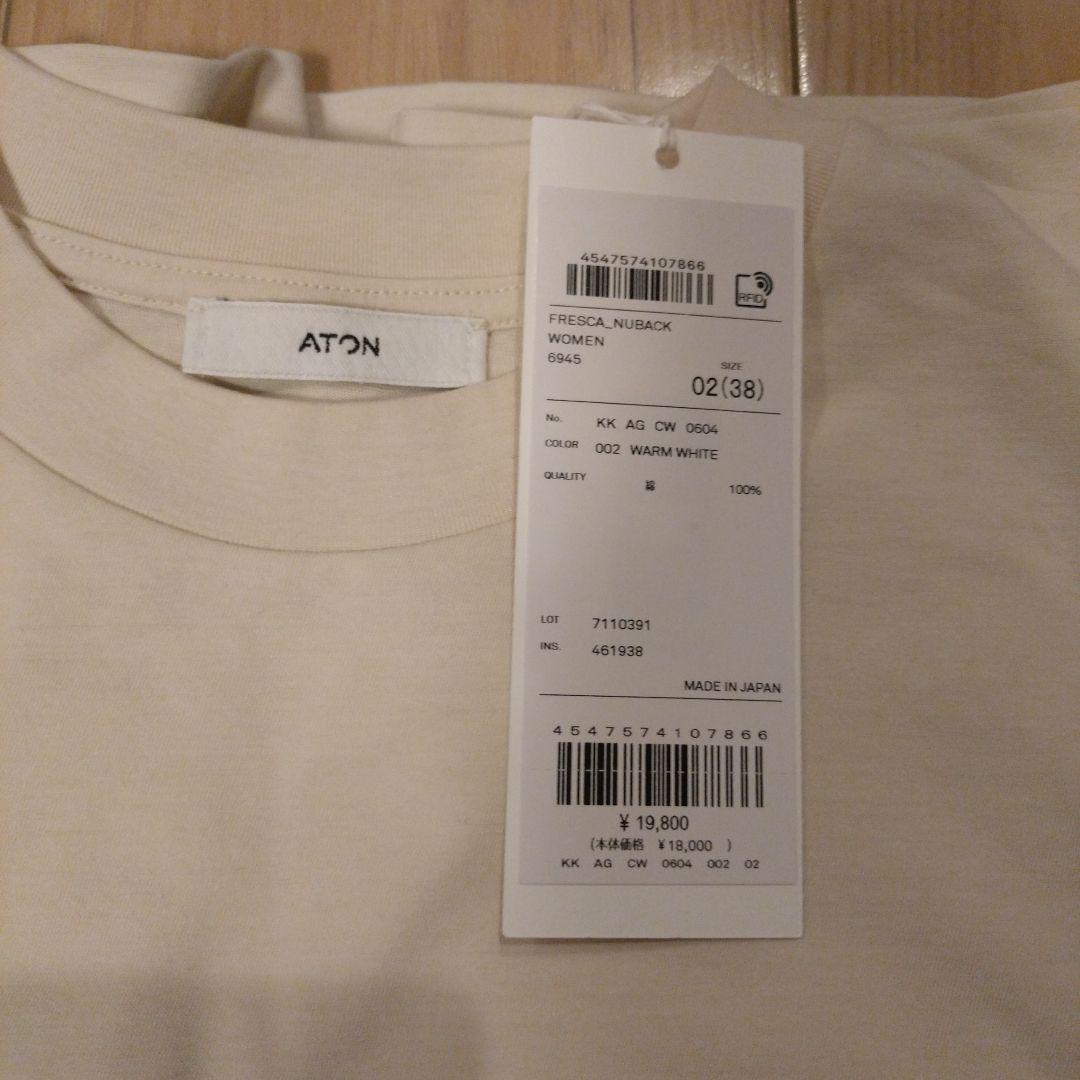 ATON
4547574107866
RFID
FRESCA_NUBACK
WOMEN
6945
SIZE
02(38)
No. KK AG CW 0604
COLOR 002 WARM WHITE
QUALITY 綿 100%
LOT 7110391
INS. 461938
MADE IN JAPAN
4547574107866
¥ 19,800
(本体価格 ¥18,000 )
KK AG CW 0604 002 02